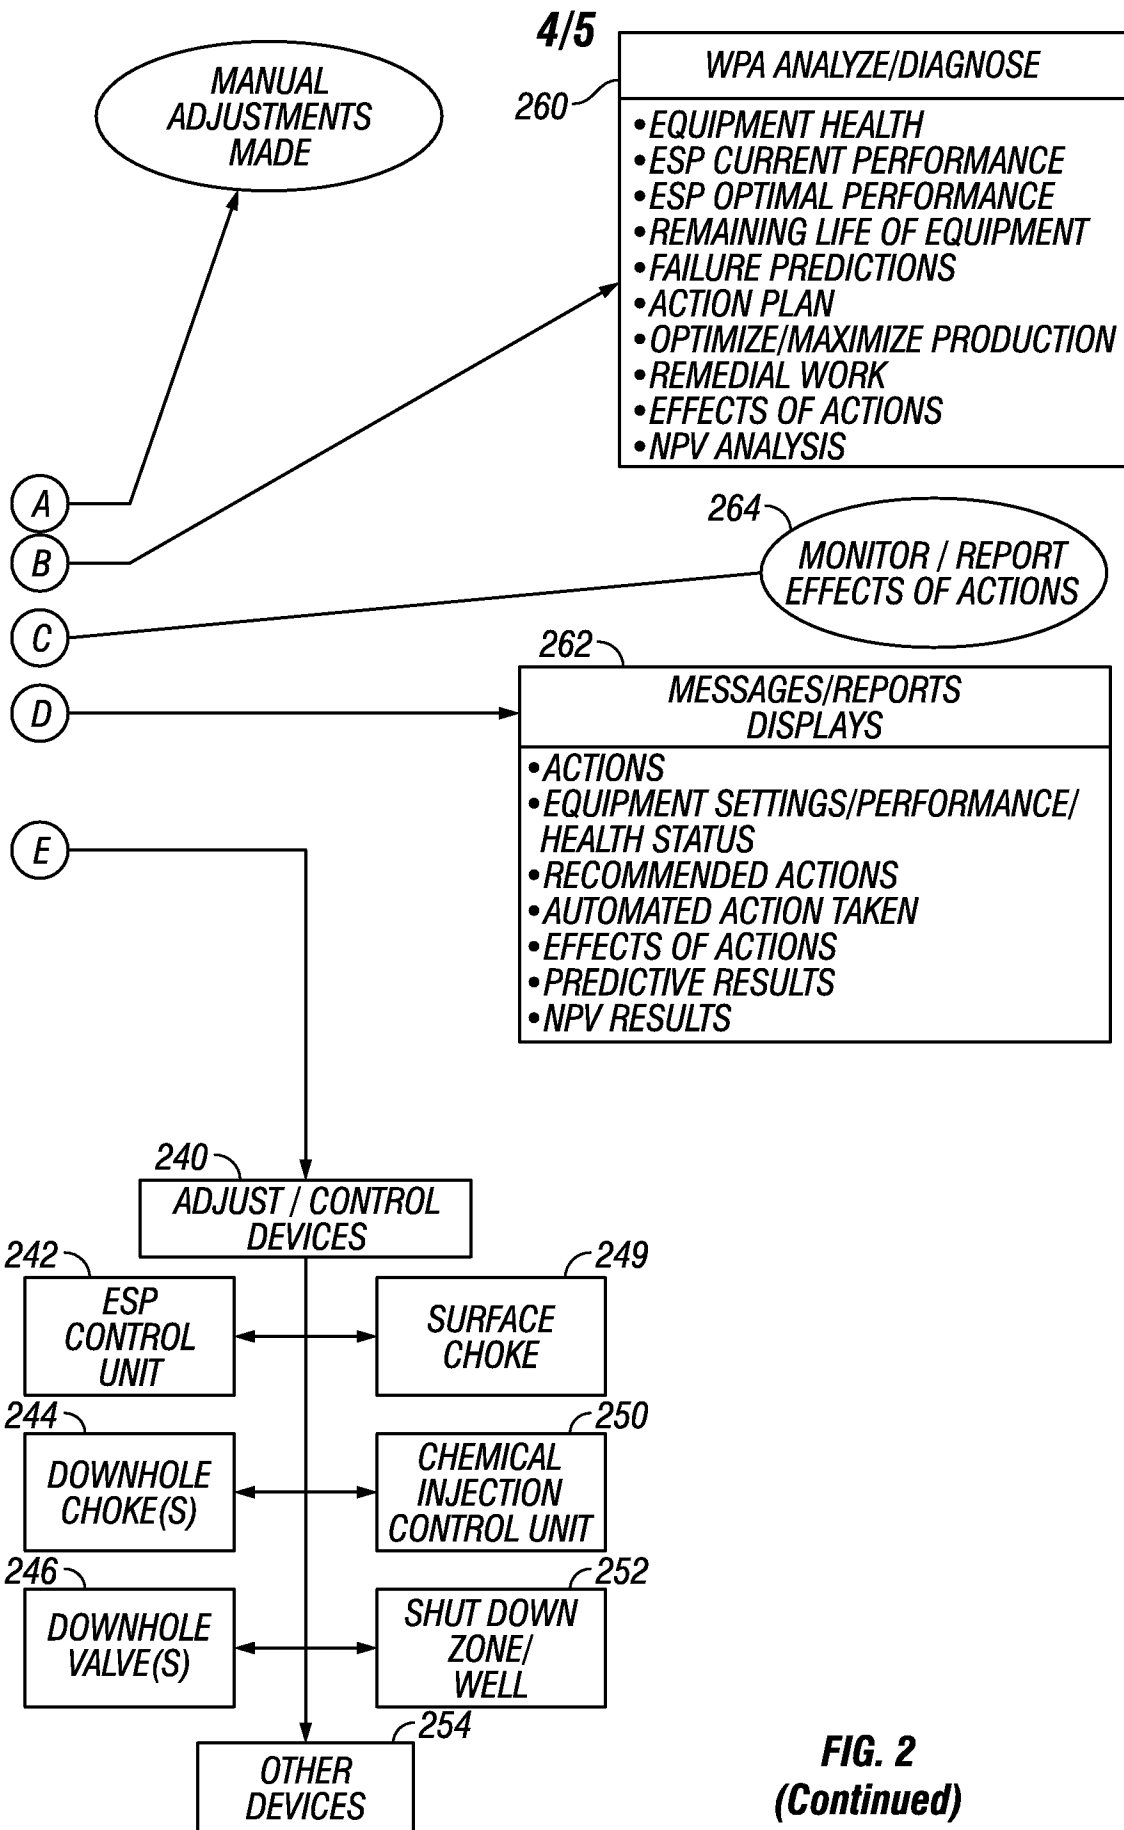 4/5
MANUAL
ADJUSTMENTS
MADE
260
WPA ANALYZE/DIAGNOSE
•EQUIPMENT HEALTH
•ESP CURRENT PERFORMANCE
•ESP OPTIMAL PERFORMANCE
•REMAINING LIFE OF EQUIPMENT
•FAILURE PREDICTIONS
•ACTION PLAN
•OPTIMIZE/MAXIMIZE PRODUCTION
•REMEDIAL WORK
•EFFECTS OF ACTIONS
•NPV ANALYSIS
A
B
C
D
E
264
MONITOR / REPORT
EFFECTS OF ACTIONS
262
MESSAGES/REPORTS
DISPLAYS
•ACTIONS
•EQUIPMENT SETTINGS/PERFORMANCE/
HEALTH STATUS
•RECOMMENDED ACTIONS
•AUTOMATED ACTION TAKEN
•EFFECTS OF ACTIONS
•PREDICTIVE RESULTS
•NPV RESULTS
240
ADJUST / CONTROL
DEVICES
242
ESP
CONTROL
UNIT
249
SURFACE
CHOKE
244
DOWNHOLE
CHOKE(S)
250
CHEMICAL
INJECTION
CONTROL UNIT
246
DOWNHOLE
VALVE(S)
252
SHUT DOWN
ZONE/
WELL
254
OTHER
DEVICES
FIG. 2
(Continued)